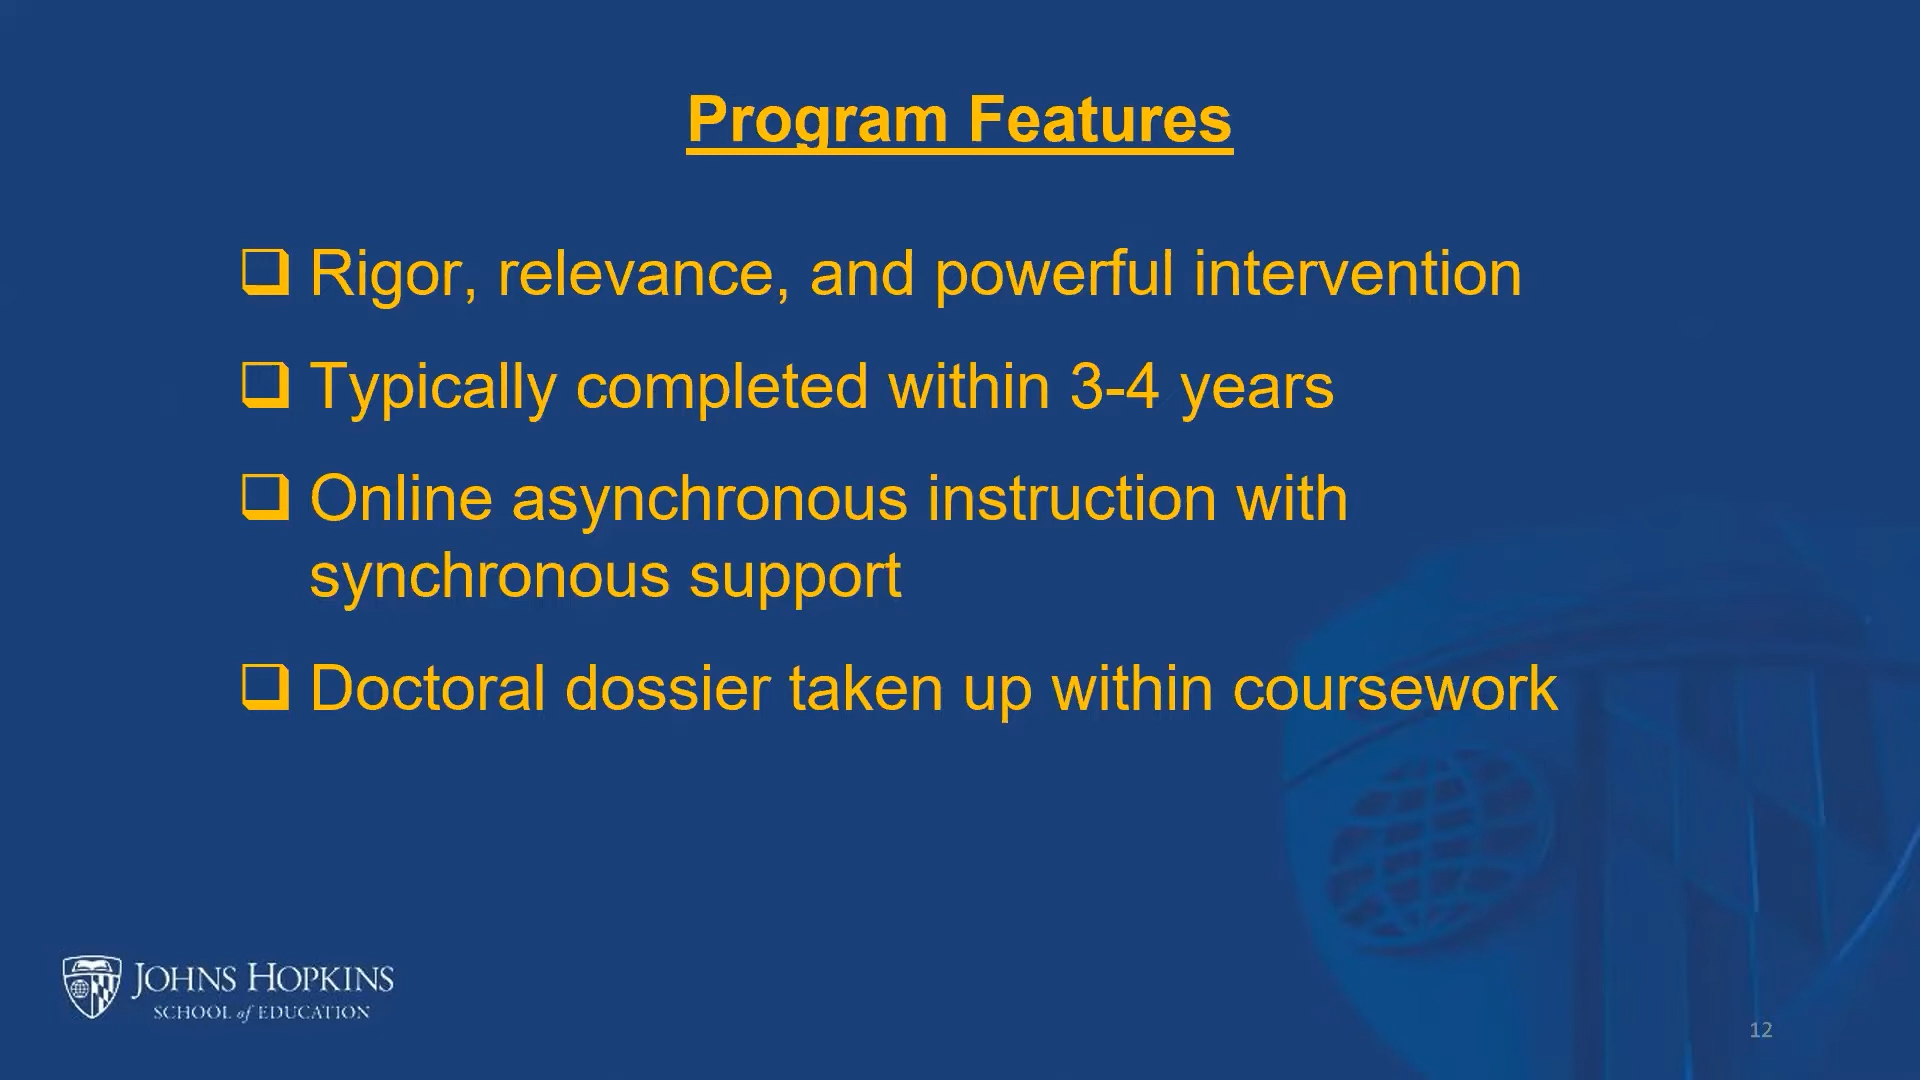 Program Features
❑ Rigor, relevance, and powerful intervention
❑ Typically completed within 3-4 years
❑ Online asynchronous instruction with
synchronous support
❑ Doctoral dossier taken up within coursework
JOHNS HOPKINS
SCHOOL of EDUCATION
12